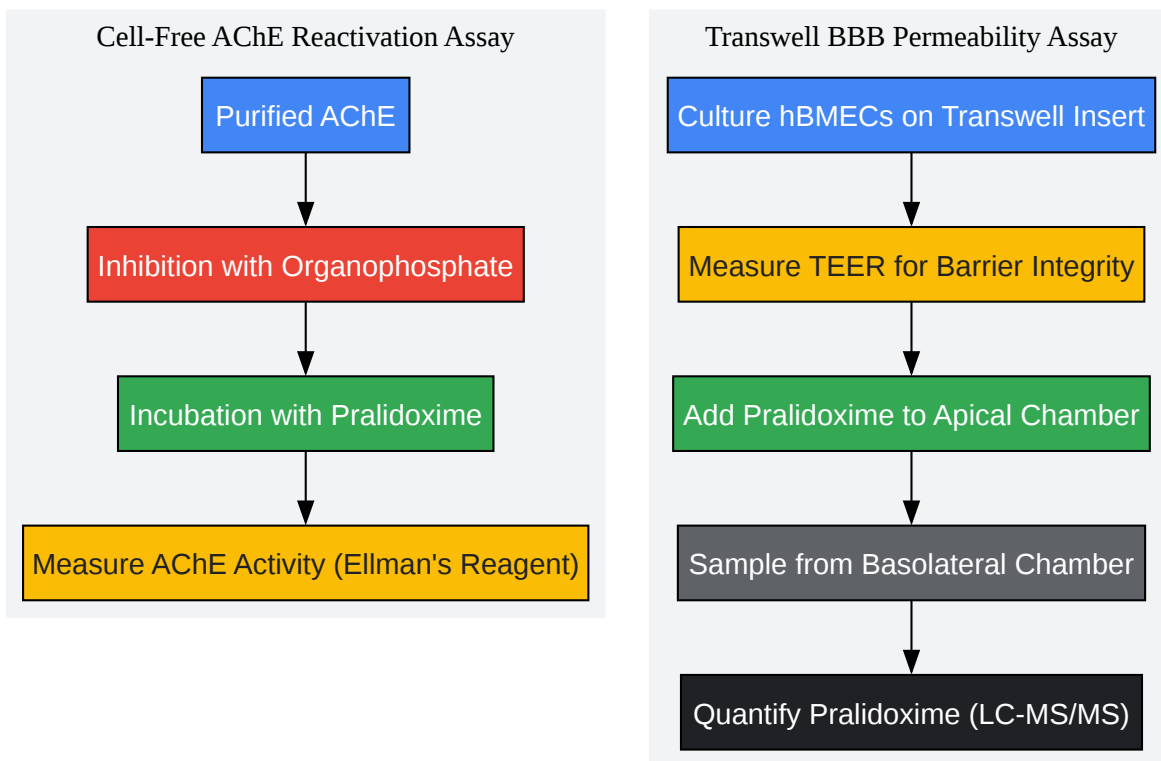 Cell-Free AChE Reactivation Assay
Purified AChE
Inhibition with Organophosphate
Incubation with Pralidoxime
Measure AChE Activity (Ellman's Reagent)
Transwell BBB Permeability Assay
Culture hBMECs on Transwell Insert
Measure TEER for Barrier Integrity
Add Pralidoxime to Apical Chamber
Sample from Basolateral Chamber
Quantify Pralidoxime (LC-MS/MS)